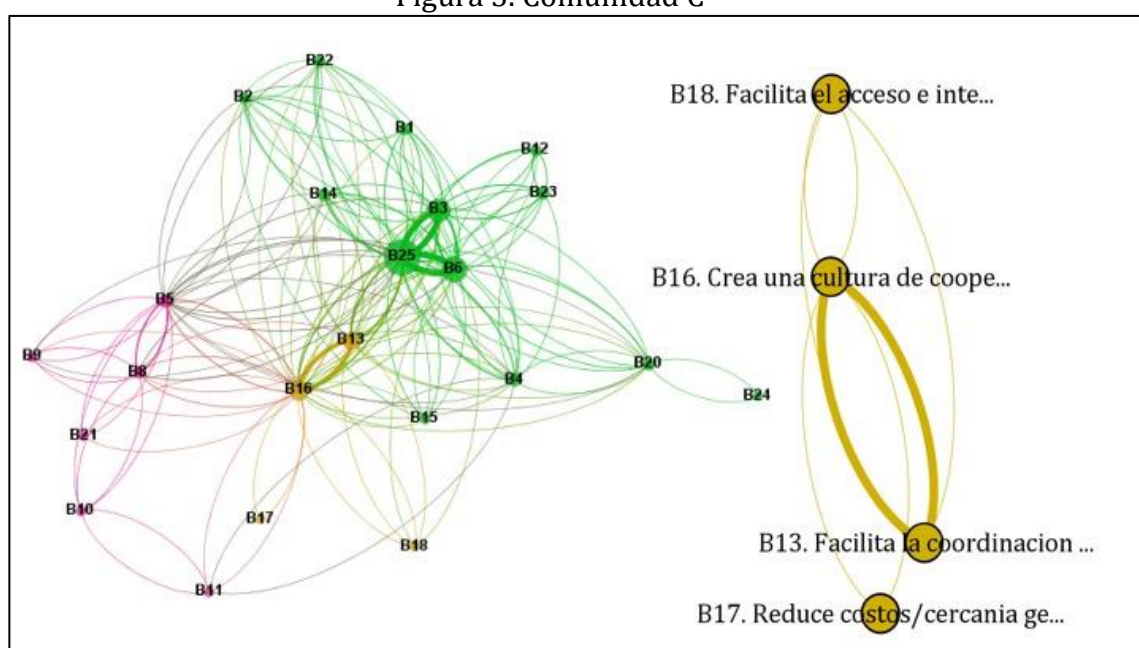 Figura 3. Comunidad C
B22
B2
B1
B12
B14
B23
B3
B25
B6
B5
B13
B9
B8
B20
B4
B16
B24
B15
B21
B10
B17
B18
B11
B18. Facilita el acceso e inte...
B16. Crea una cultura de coope...
B13. Facilita la coordinacion ...
B17. Reduce costos/cercania ge...